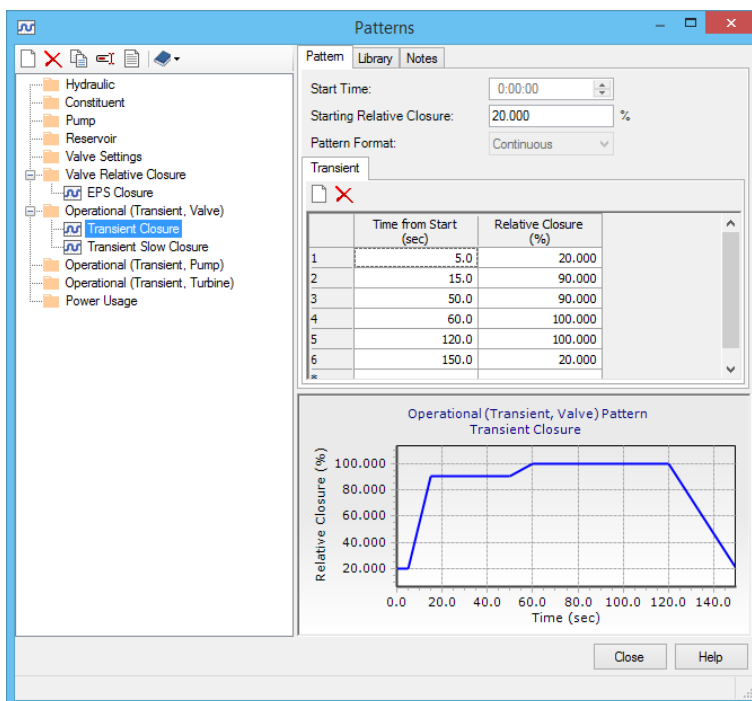 Patterns
Hydraulic
Constituent
Pump
Reservoir
Valve Settings
Valve Relative Closure
EPS Closure
Operational (Transient, Valve)
Transient Closure
Transient Slow Closure
Operational (Transient, Pump)
Operational (Transient, Turbine)
Power Usage
Pattern Library Notes
Start Time: 0:00:00
Starting Relative Closure: 20.000 %
Pattern Format: Continuous
Transient
Time from Start (sec) Relative Closure (%)
1 5.0 20.000
2 15.0 90.000
3 50.0 90.000
4 60.0 100.000
5 120.0 100.000
6 150.0 20.000
*
Operational (Transient, Valve) Pattern
Transient Closure
Relative Closure (%)
100.000
80.000
60.000
40.000
20.000
0.0 20.0 40.0 60.0 80.0 100.0 120.0 140.0
Time (sec)
Close Help